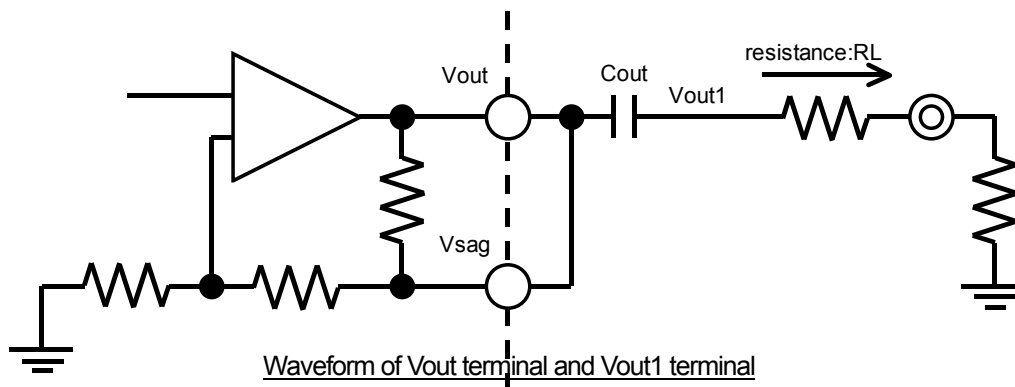 resistance:RL
Vout
Cout
Vout1
Vsag
Waveform of Vout terminal and Vout1 terminal